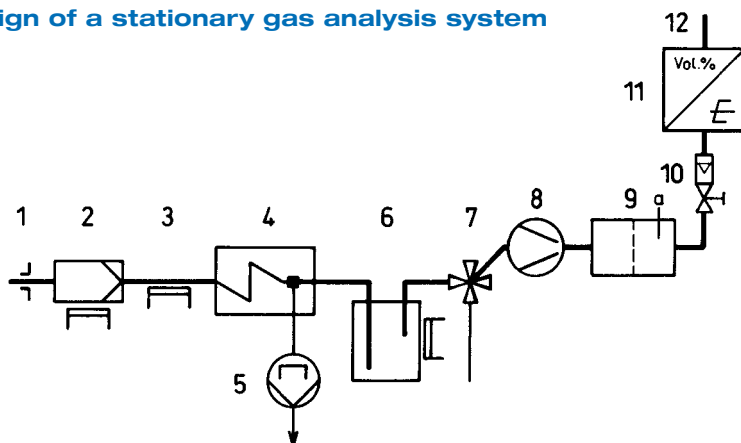 ign of a stationary gas analysis system
12
Vol.%
11
E
10
1 2 3 4 6 7 8 9 a
5